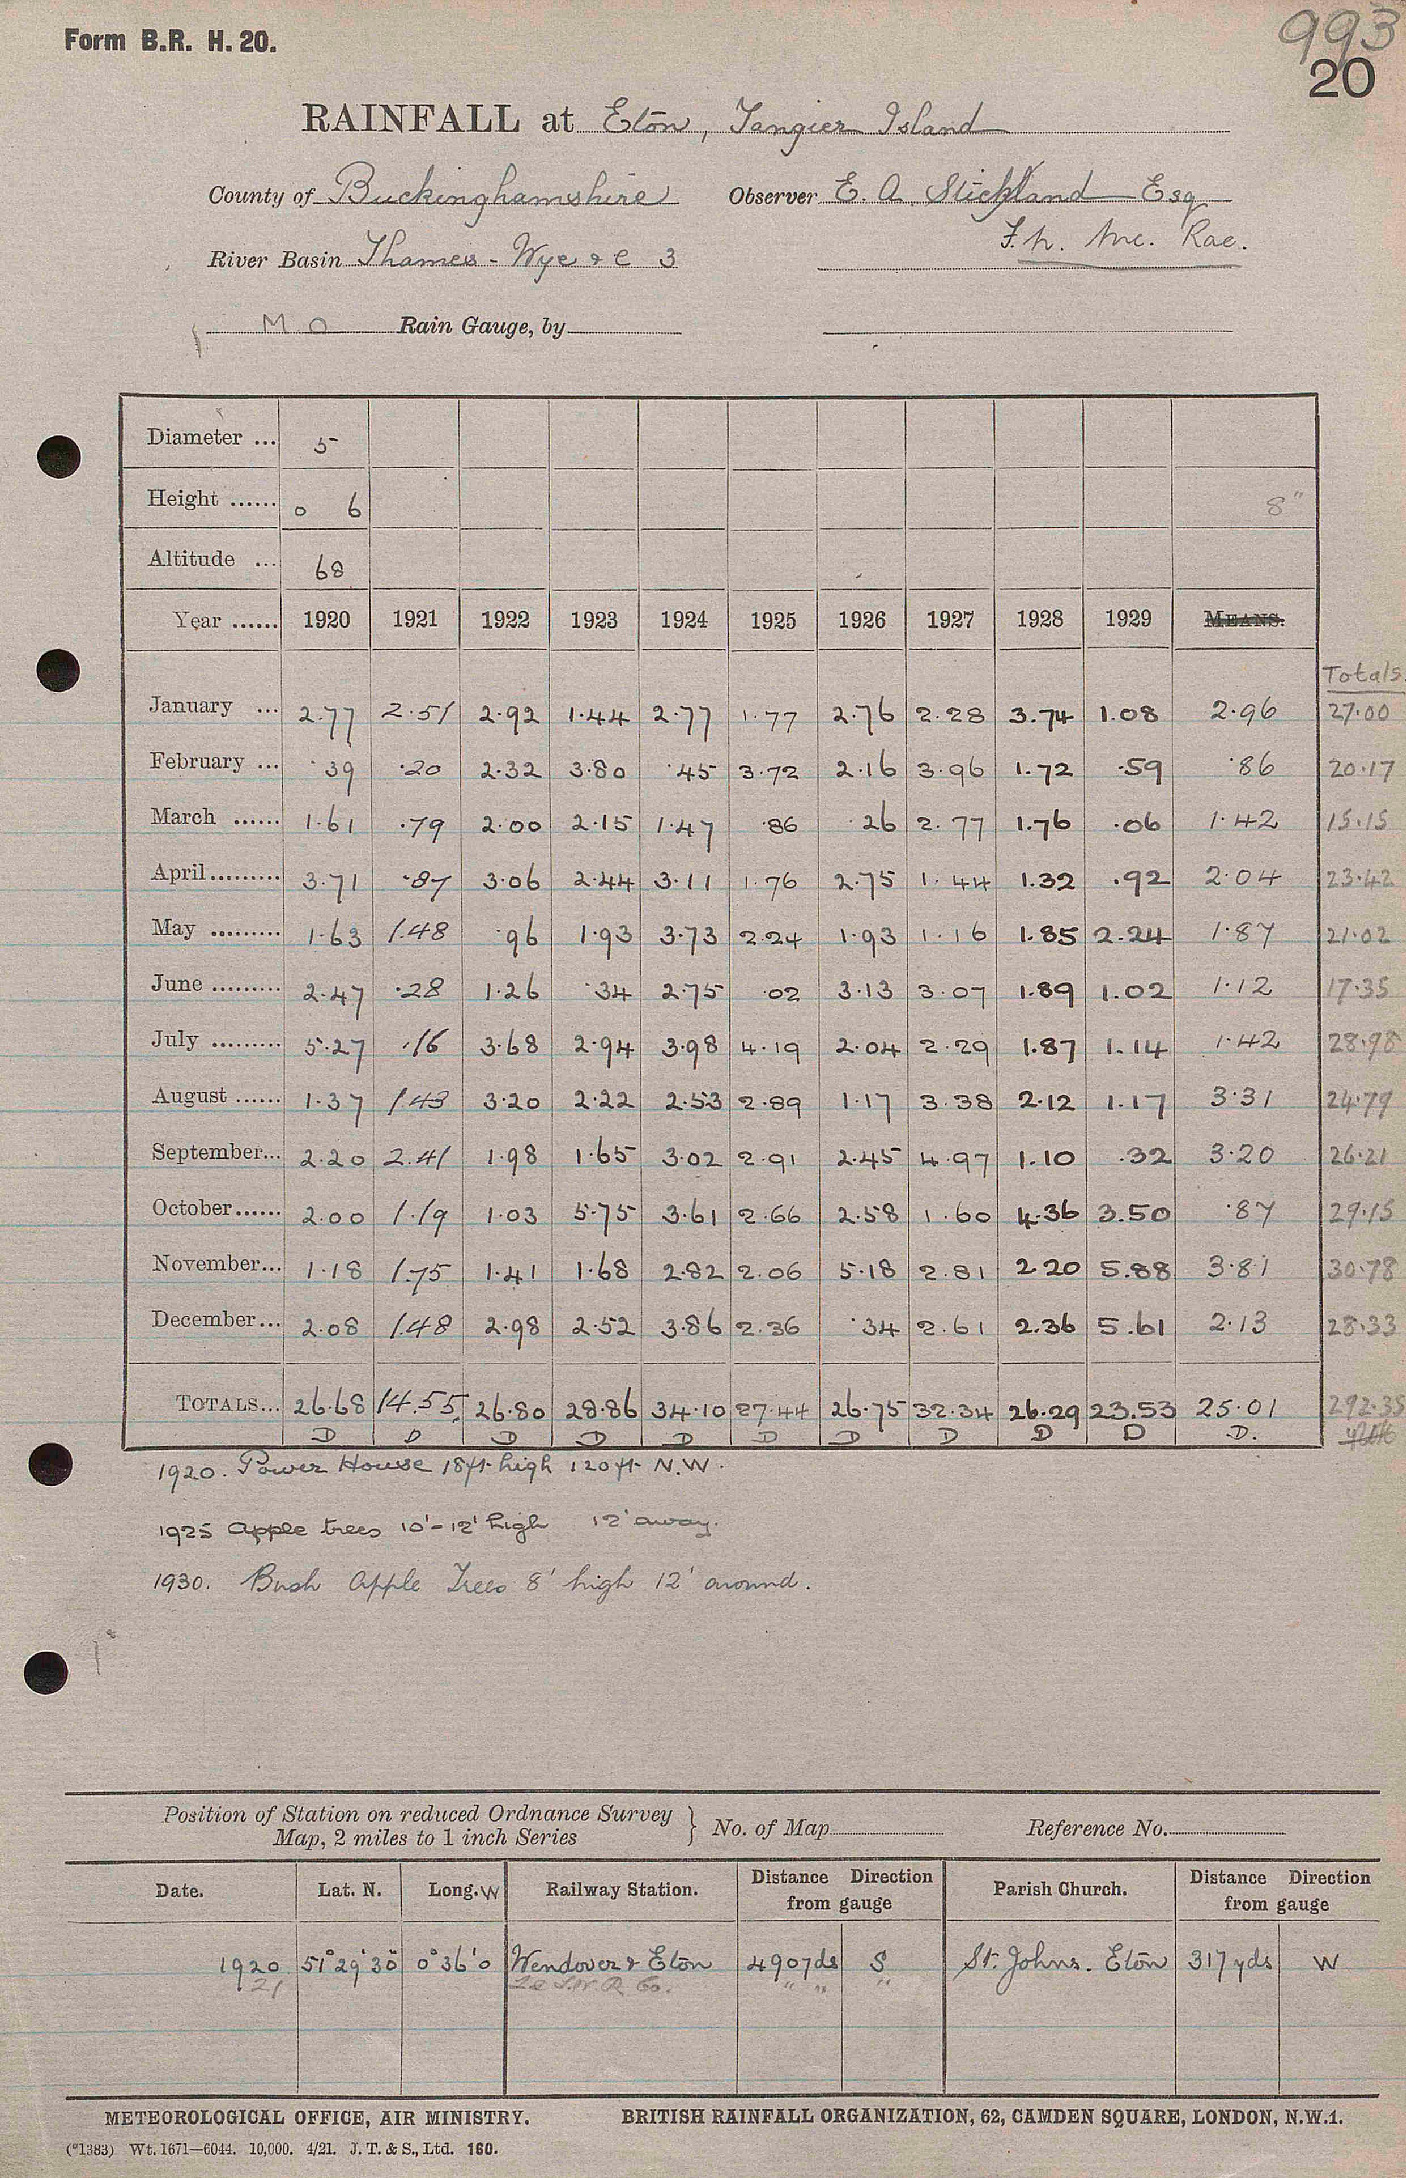 993
Form B.R. H. 20.
20
RAINFALL at Eton, Tangier Island
County of Buckinghamshire Observer E. A. Stickland Esq
Mc. Rae.
River Basin Thames - Wye & C 3
M O Rain Gauge, by
Diameter ... 5
Height ...... 0 6 8"
Altitude ... 68
Year ...... 1920 1921 1922 1923 1924 1925 1926 1927 1928 1929 MEANS.
Totals
January ... 2.77 2.51 2.92 1.44 2.77 1.77 2.76 2.28 3.74 1.08 2.96 27.00
February ... .39 .20 2.32 3.80 .45 3.72 2.16 3.96 1.72 .59 .86 20.17
March ...... 1.61 .79 2.00 2.15 1.47 .86 .26 2.77 1.76 .06 1.42 15.15
April ......... 3.71 .87 3.06 2.44 3.11 1.76 2.75 1.44 1.32 .92 2.04 23.42
May ......... 1.63 1.48 .96 1.93 3.73 2.24 1.93 1.16 1.85 2.24 1.87 21.02
June ......... 2.47 .28 1.26 .34 2.75 .02 3.13 3.07 1.89 1.02 1.12 17.35
July ......... 5.27 .16 3.68 2.94 3.98 4.19 2.04 2.29 1.87 1.14 1.42 28.98
August ...... 1.37 1.43 3.20 2.22 2.53 2.89 1.17 3.38 2.12 1.17 3.31 24.79
September... 2.20 2.41 1.98 1.65 3.02 2.91 2.45 4.97 1.10 .32 3.20 26.21
October...... 2.00 1.19 1.03 5.75 3.61 2.66 2.58 1.60 4.36 3.50 .87 29.15
November... 1.18 1.75 1.41 1.68 2.82 2.06 5.18 2.81 2.20 5.88 3.81 30.78
December... 2.08 1.48 2.98 2.52 3.86 2.36 .34 2.61 2.36 5.61 2.13 28.33
TOTALS... 26.68 14.55 26.80 28.86 34.10 27.44 26.75 32.34 26.29 23.53 25.01 292.35
D D D D D D D D D D D.
1920. Power House 18ft high 120ft N.W.
1925 Apple trees 10'-12' high 12' away.
1930. Bush Apple Trees 8' high 12' around.
Position of Station on reduced Ordnance Survey
Map, 2 miles to 1 inch Series } No. of Map Reference No.
Date. Lat. N. Long. W Railway Station. Distance Direction from gauge Parish Church. Distance Direction from gauge
1920 51° 29' 30" 0° 36' 0 Wendover & Eton 490yds S St. Johns. Eton 317 yds W
21 " " "
METEOROLOGICAL OFFICE, AIR MINISTRY. BRITISH RAINFALL ORGANIZATION, 62, CAMDEN SQUARE, LONDON, N.W.1.
(*1383) Wt. 1671—6044. 10,000. 4/21. J. T. & S., Ltd. 160.